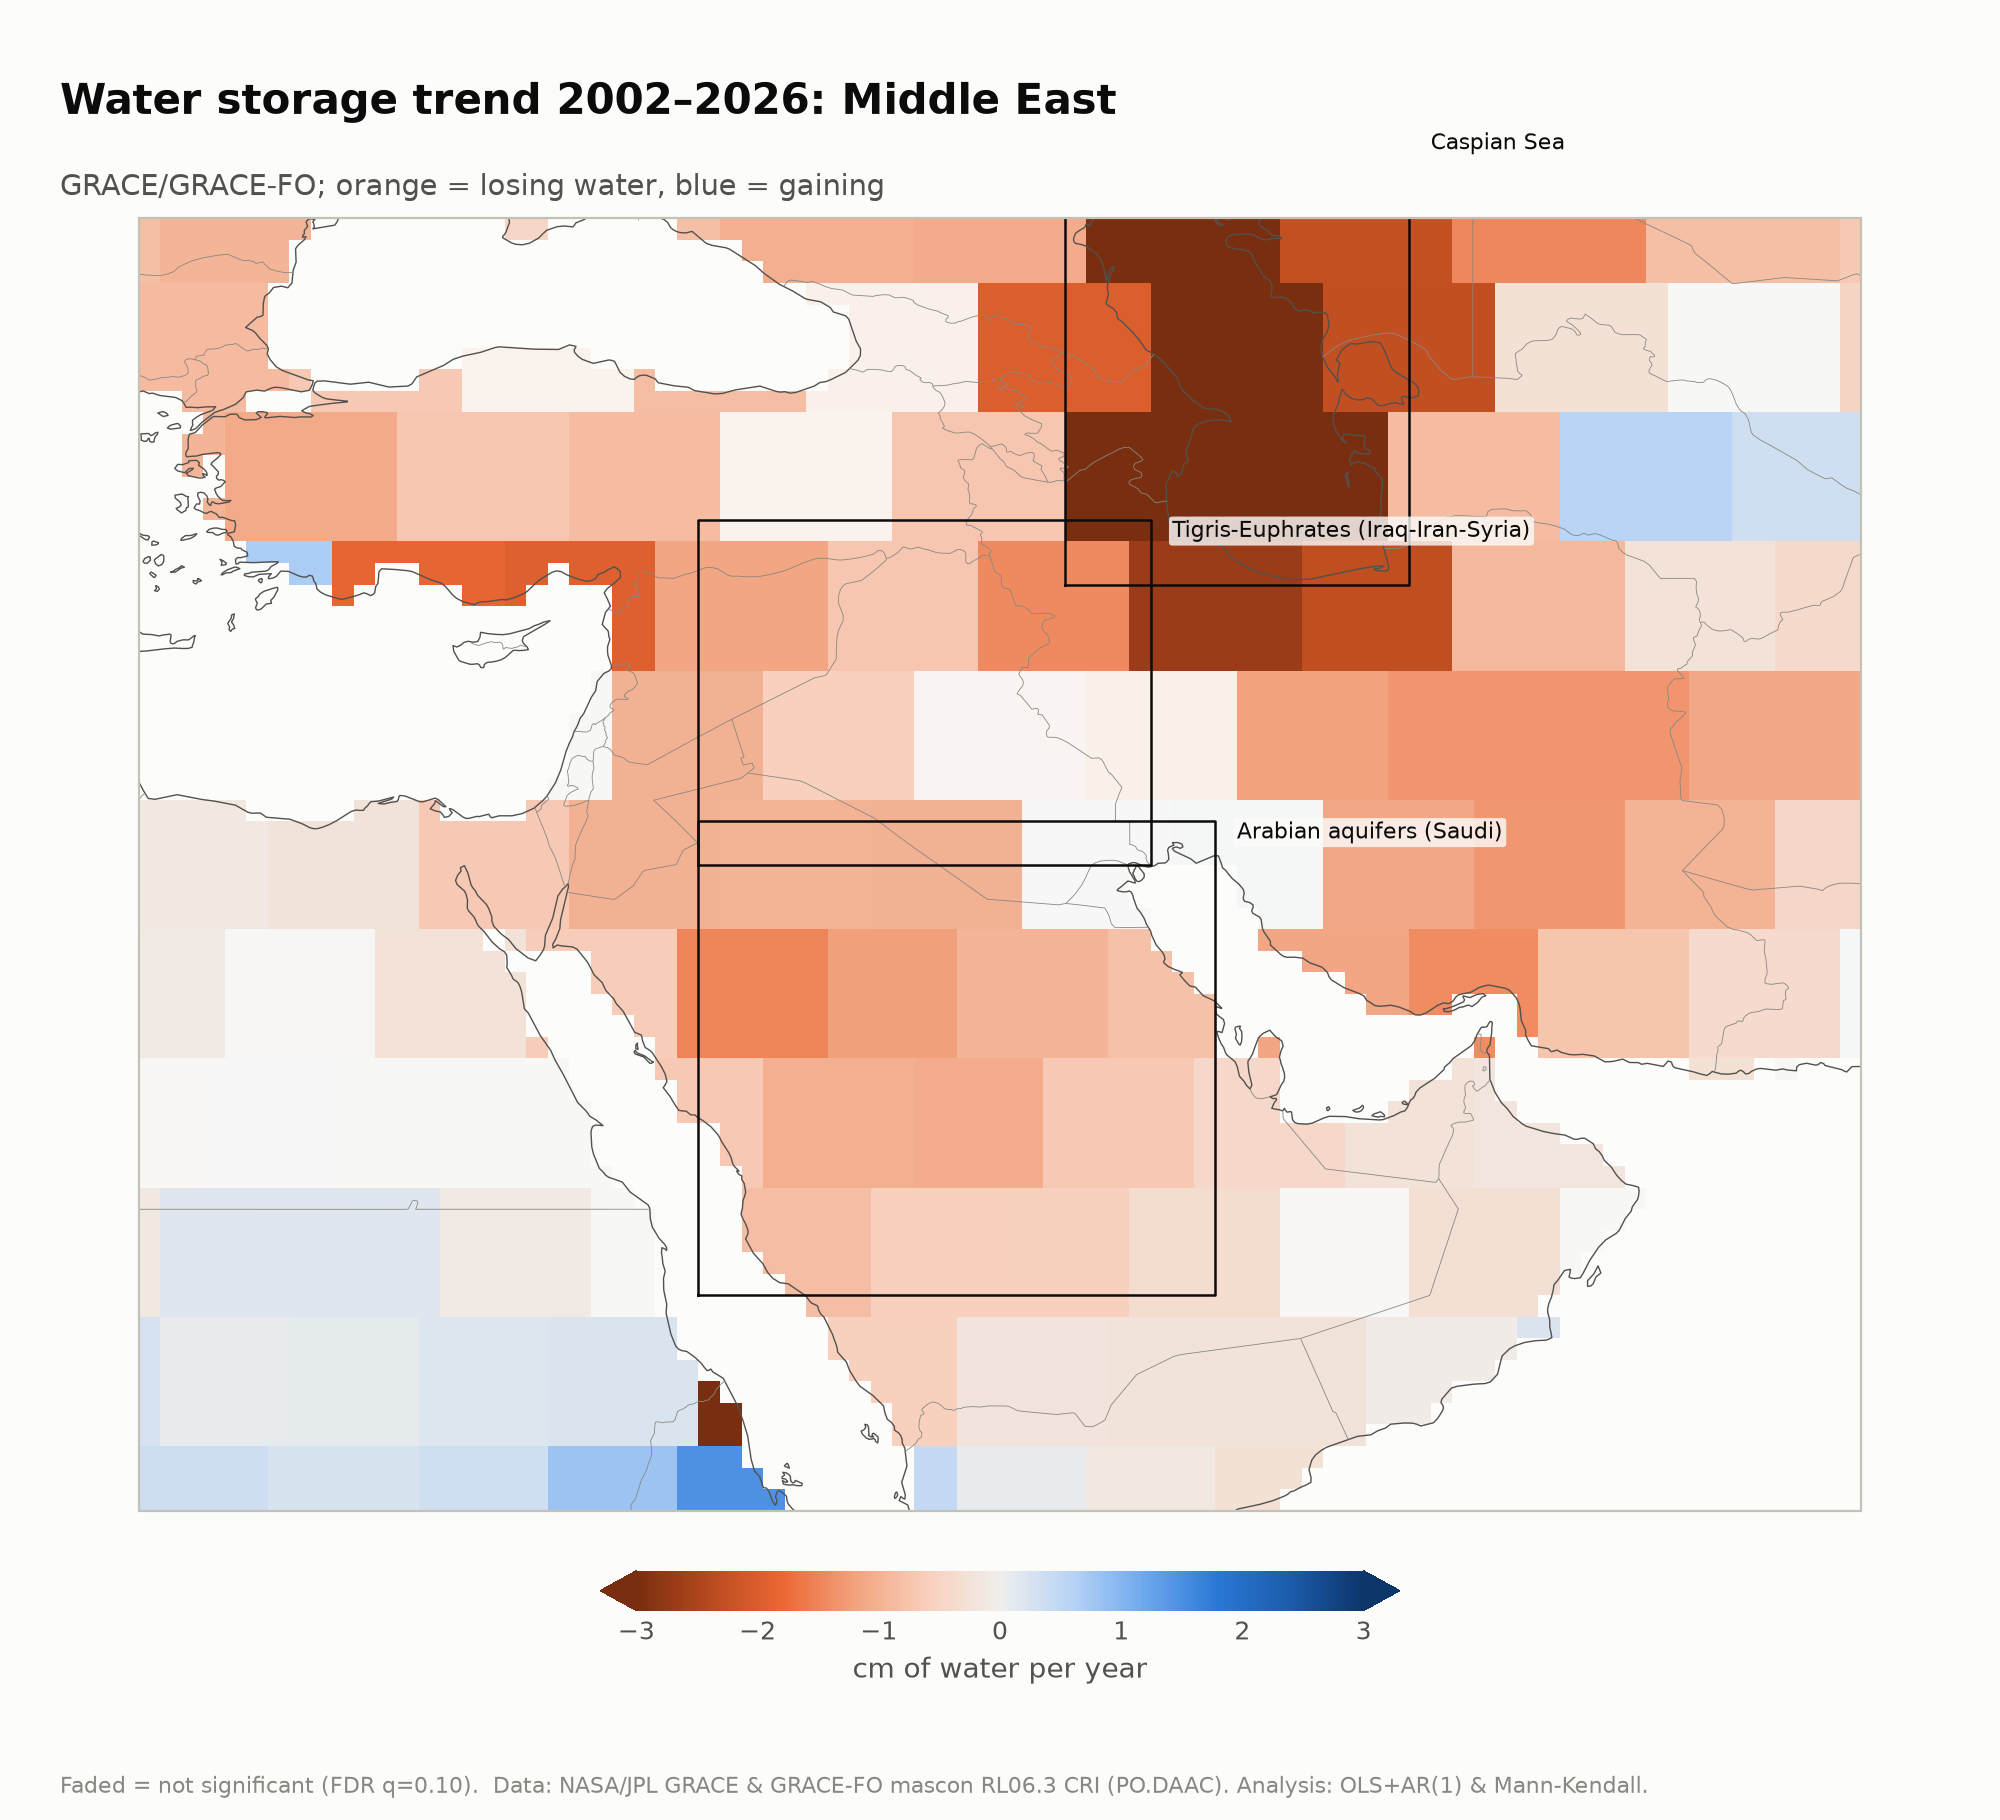 Water storage trend 2002–2026: Middle East
Caspian Sea
GRACE/GRACE-FO; orange = losing water, blue = gaining
Tigris-Euphrates (Iraq-Iran-Syria)
Arabian aquifers (Saudi)
−3 −2 −1 0 1 2 3
cm of water per year
Faded = not significant (FDR q=0.10).  Data: NASA/JPL GRACE & GRACE-FO mascon RL06.3 CRI (PO.DAAC). Analysis: OLS+AR(1) & Mann-Kendall.